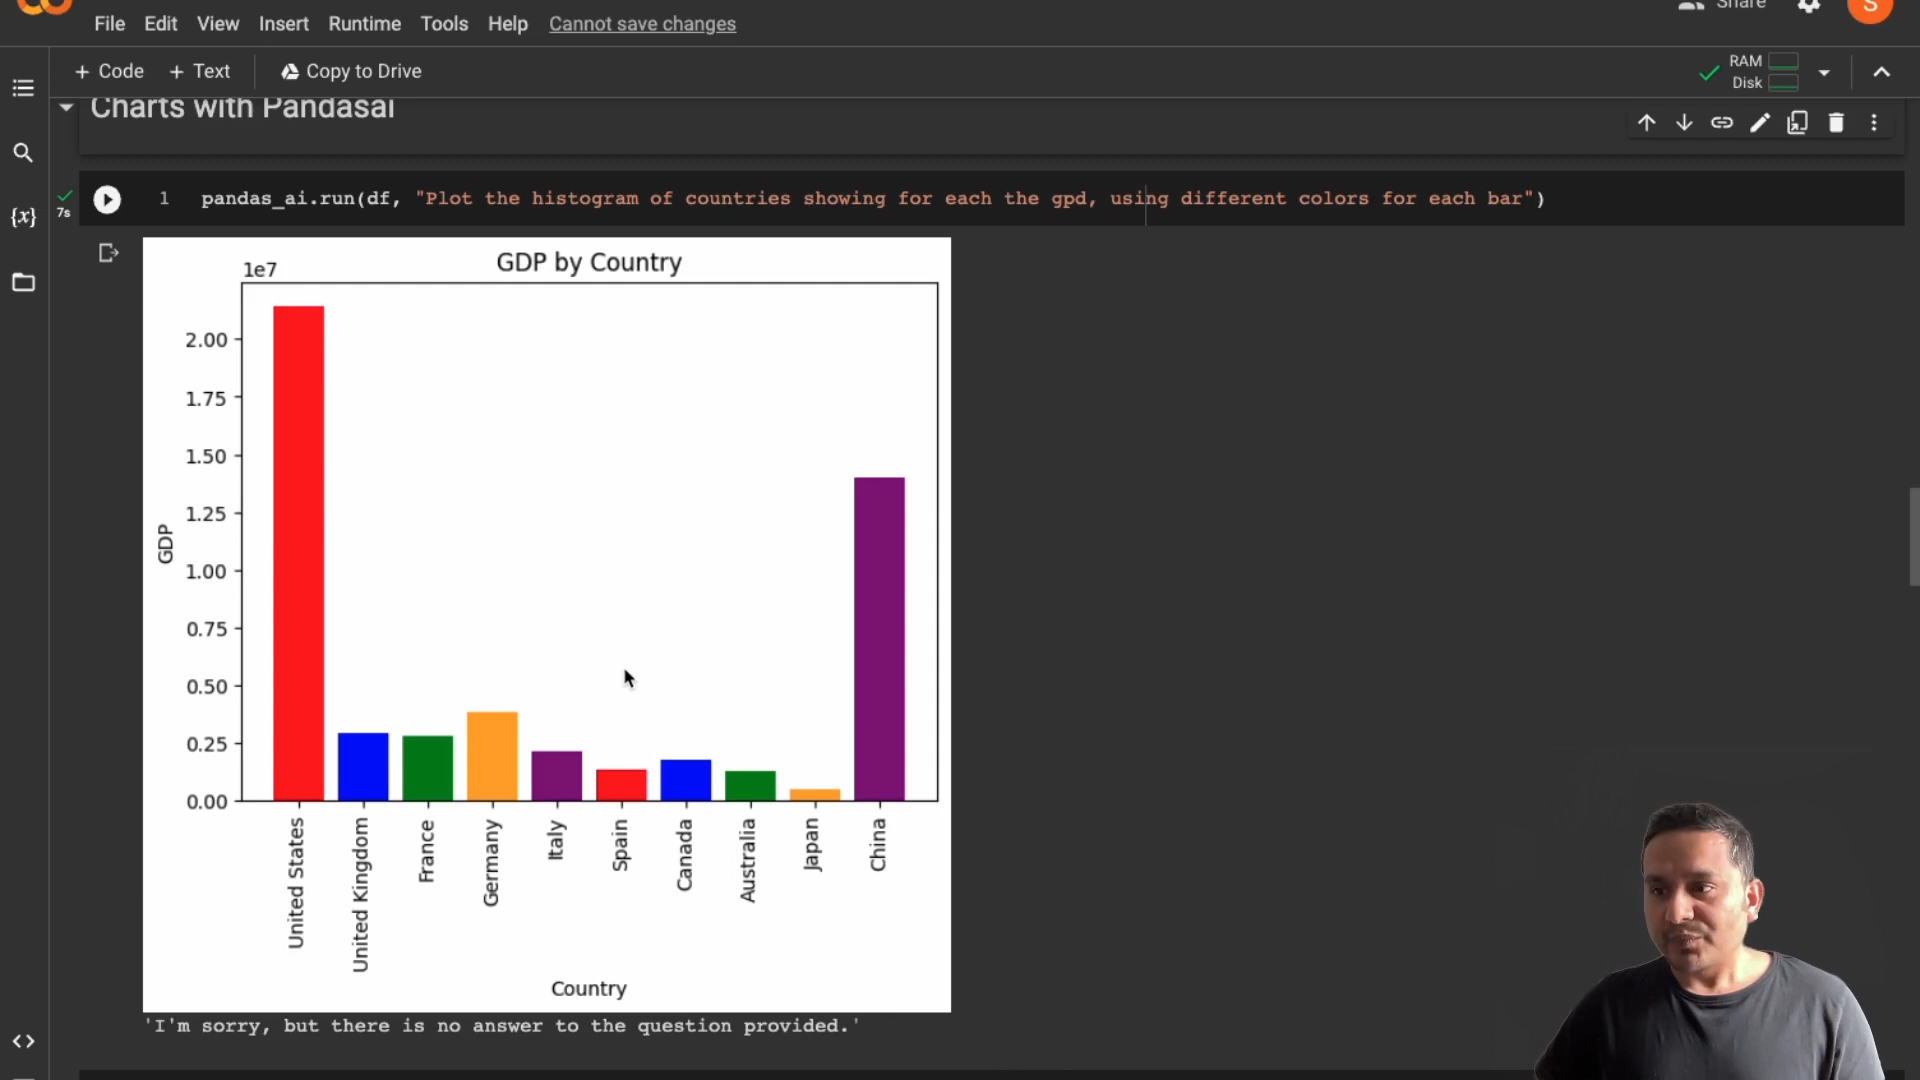 Share
S
File Edit View Insert Runtime Tools Help Cannot save changes
+ Code + Text Copy to Drive
RAM
Disk
Charts with Pandasai
{x}
7s
1 pandas_ai.run(df, "Plot the histogram of countries showing for each the gpd, using different colors for each bar")
GDP by Country
1e7
2.00
1.75
1.50
1.25
1.00
0.75
0.50
0.25
0.00
GDP
United States
United Kingdom
France
Germany
Italy
Spain
Canada
Australia
Japan
China
Country
'I'm sorry, but there is no answer to the question provided.'